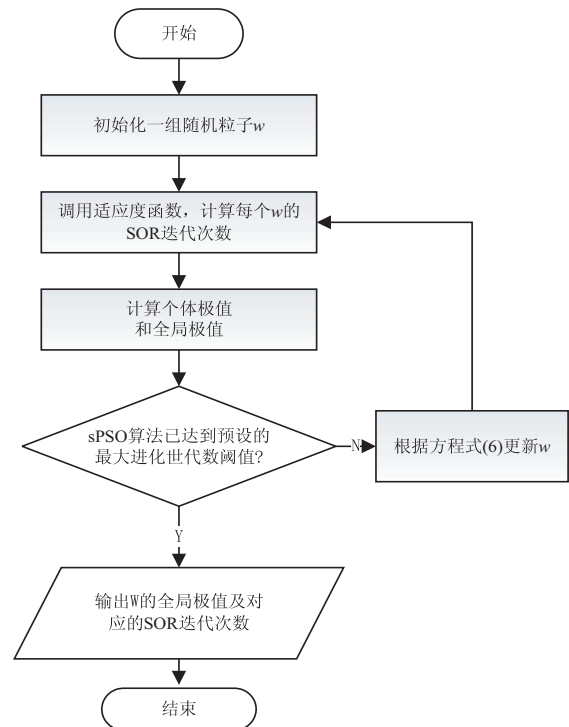 开始
初始化一组随机粒子w
调用适应度函数，计算每个w的
SOR迭代次数
计算个体极值
和全局极值
sPSO算法已达到预设的
最大进化世代数阈值?
N
根据方程式(6)更新w
Y
输出W的全局极值及对
应的SOR迭代次数
结束